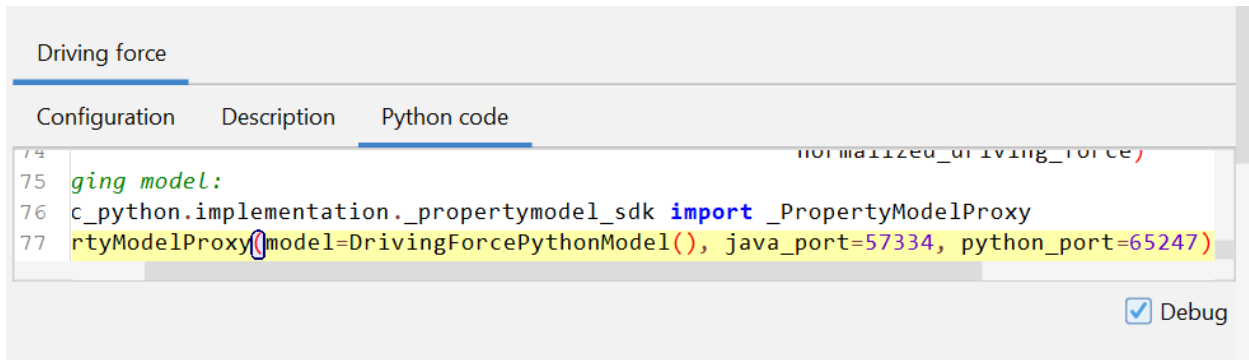 Driving force
Configuration Description Python code
74 normalized_driving_force)
75 ging model:
76 c_python.implementation._propertymodel_sdk import _PropertyModelProxy
77 rtyModelProxy(model=DrivingForcePythonModel(), java_port=57334, python_port=65247)
Debug